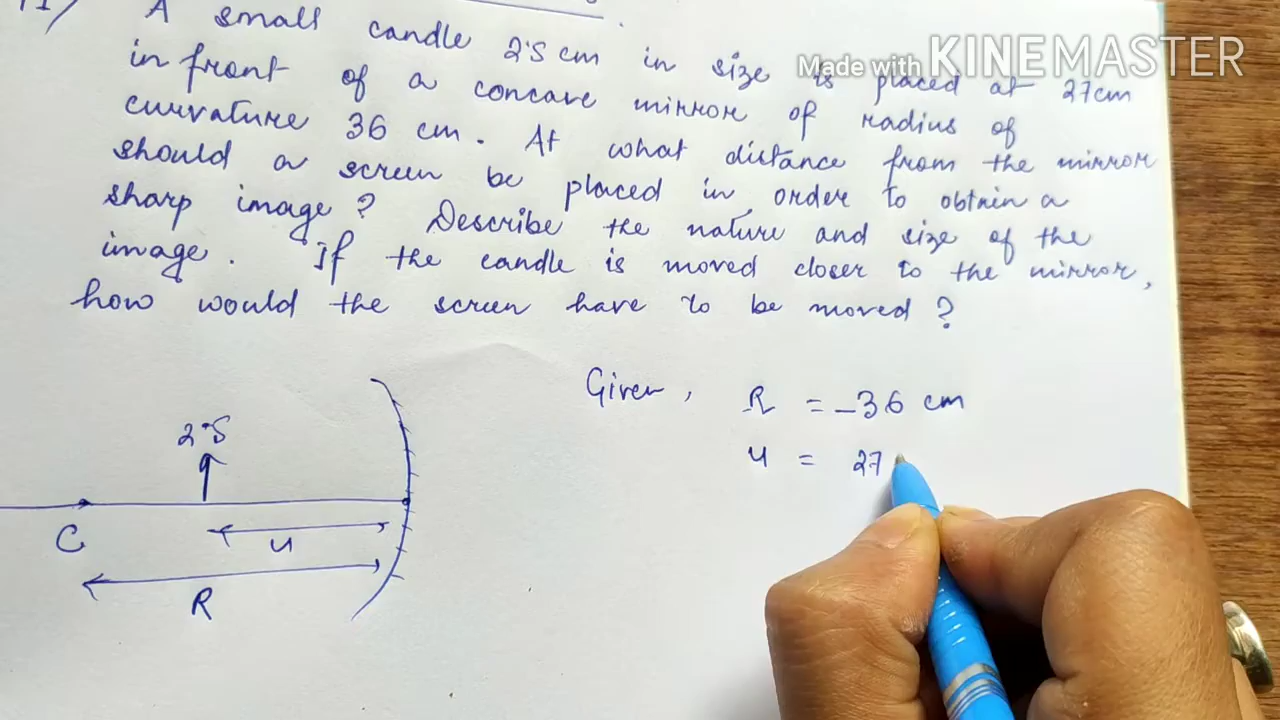 A small candle 2.5 cm in size is placed at 27cm
in front of a concave mirror of radius of
curvature 36 cm. At what distance from the mirror
should a screen be placed in order to obtain a
sharp image? Describe the nature and size of the
image. If the candle is moved closer to the mirror,
how would the screen have to be moved?
Made with KINEMASTER
Given, R = -36 cm
u = 27
2.5
C
u
R